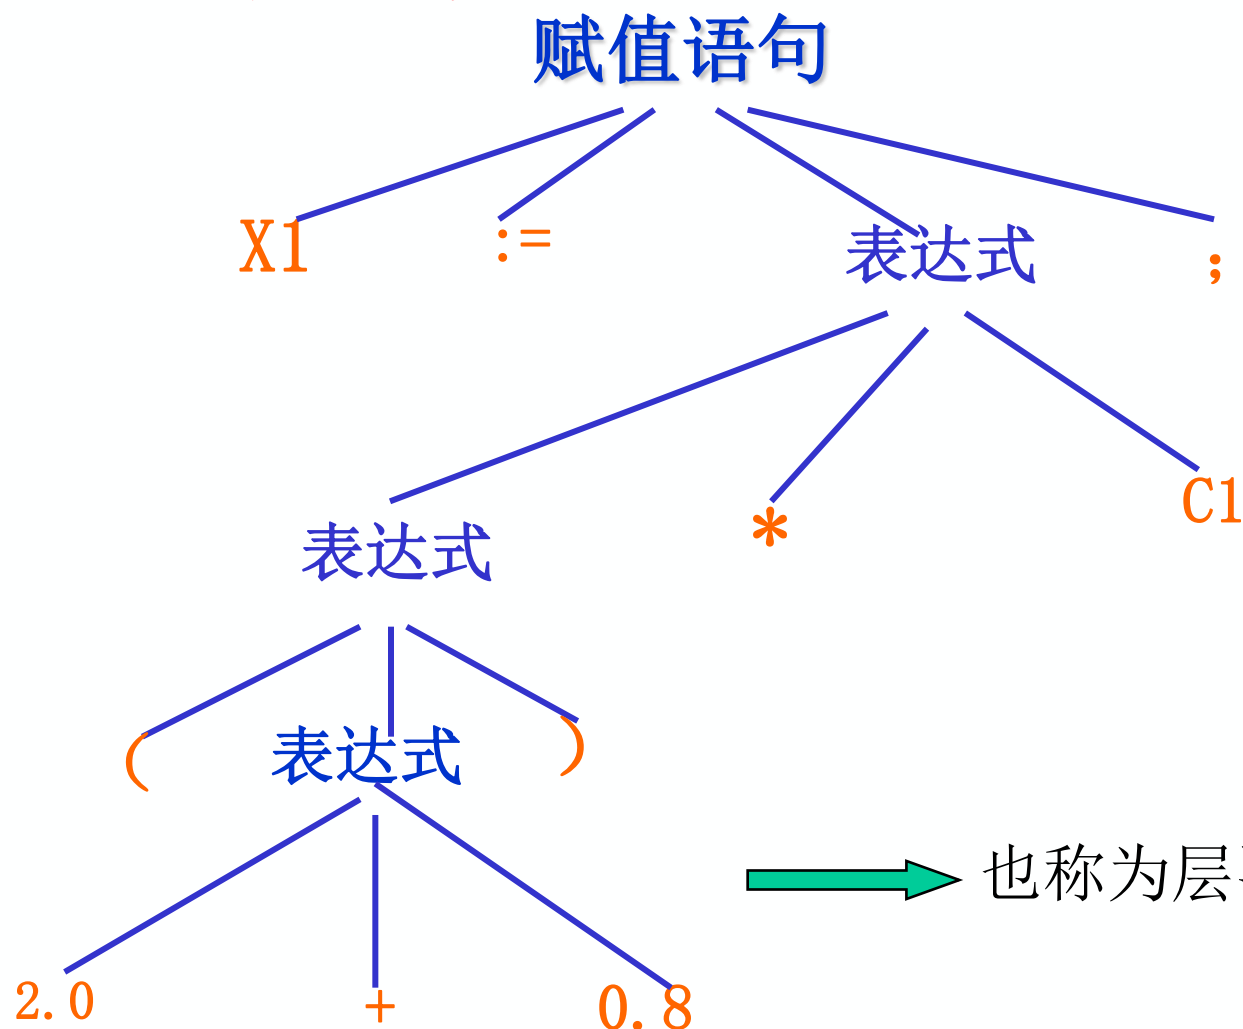 赋值语句
X1 := 表达式 ;
表达式 * C1
( 表达式 )
也称为层
2.0 + 0.8